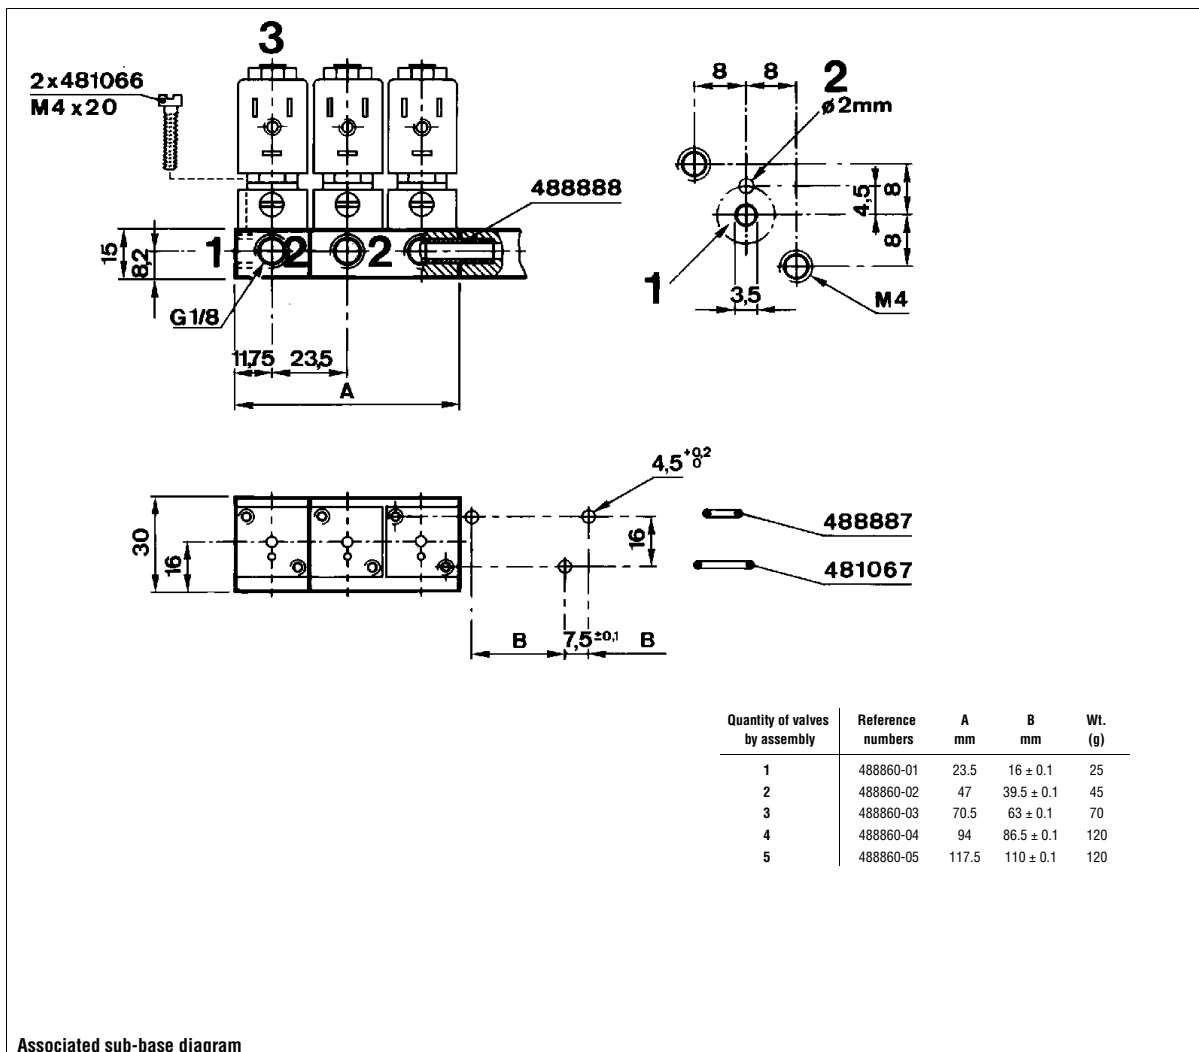 3
2x481066
M4x20
488888
15
8,2
1
2
2
G1/8
11,75
23,5
A
8
8
2
ø2mm
4,5
8
8
1
3,5
M4
4,5 +0,2 0
30
16
16
488887
481067
B
7,5 ±0,1
B
Quantity of valves by assembly Reference numbers A mm B mm Wt. (g)
1 488860-01 23.5 16 ± 0.1 25
2 488860-02 47 39.5 ± 0.1 45
3 488860-03 70.5 63 ± 0.1 70
4 488860-04 94 86.5 ± 0.1 120
5 488860-05 117.5 110 ± 0.1 120
Associated sub-base diagram